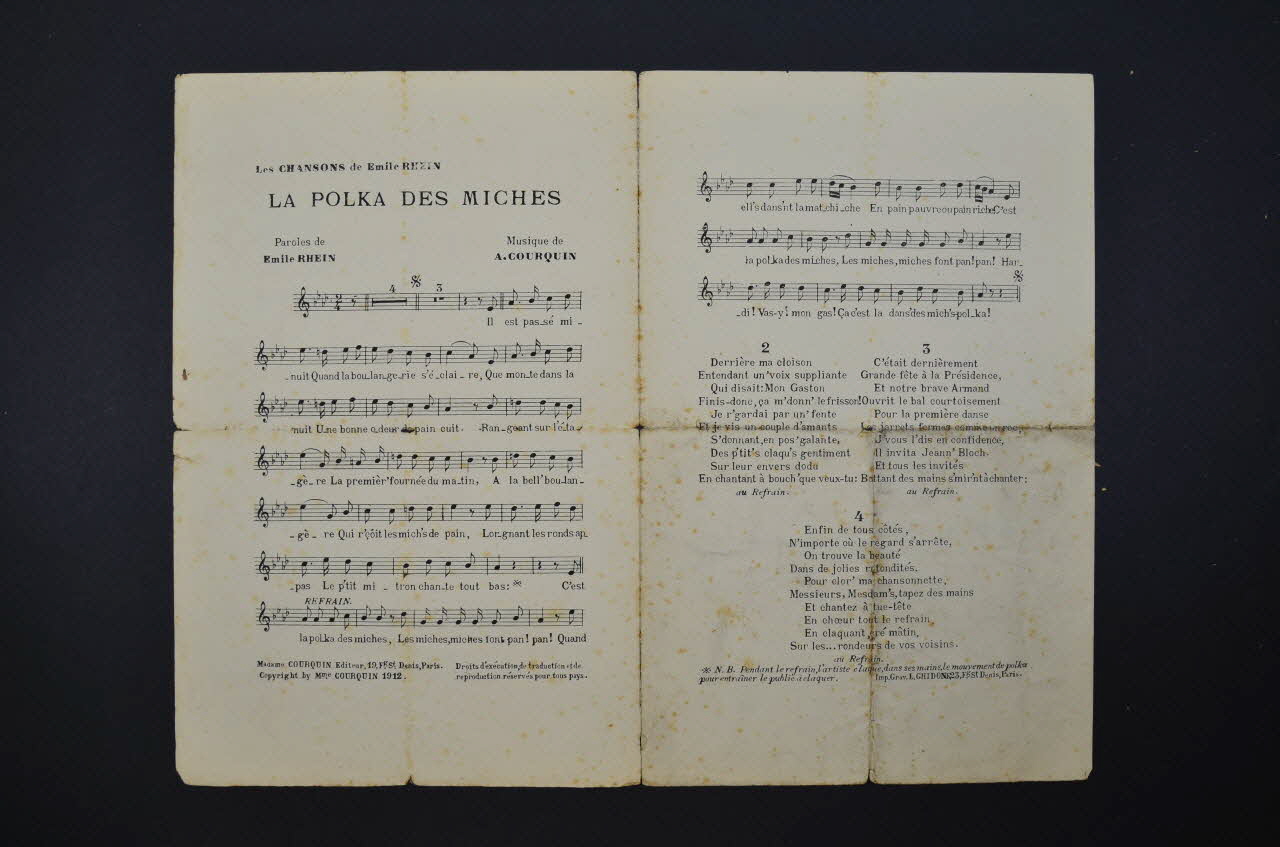 Les CHANSONS de Emile RHEIN
LA POLKA DES MICHES
Paroles de
Emile RHEIN
Musique de
A. COURQUIN
4
3
Il est pas_sé mi_
_nuit Quand la bou_lan_ge_rie s'é_clai_re, Que mon_te dans la
nuit U_ne bonne o_deur de pain cuit. _Ran_geant sur l'é_ta_
_gè_re La premièr' fournée du ma_tin, A la bell' bou_lan_
_gè_re Qui r'çoit les mich's de pain, Lor_gnant les ronds ap_
_pas Le p'tit mi_tron chan_te tout bas: C'est
REFRAIN.
la polka des miches, Les miches, miches font pan! pan! Quand
Madame COURQUIN Editeur, 19, Fg St Denis, Paris.
Copyright by Mme COURQUIN 1912.
Droits d'exécution, de traduction et de
reproduction réservés pour tous pays.
ell's dans'nt la mat_chi_che En pain pauvre ou pain riche C'est
la polka des miches, Les miches, miches font pan! pan! Har_
_di! Vas-y! mon gas! Ça c'est la dans' des mich's-pol_ka!
2
Derrière ma cloison
Entendant un' voix suppliante
Qui disait: Mon Gaston
Finis-donc, ça m'donn' le frisson!
Je r'gardai par un' fente
Et je vis un couple d'amants
S'donnant, en pos' galante,
Des p'tit's claqu's gentiment
Sur leur envers dodu
En chantant à bouch' que veux-tu:
au Refrain.
3
C'était dernièrement
Grande fête à la Présidence,
Et notre brave Armand
Ouvrit le bal courtoisement
Pour la première danse
Les jarrets fermes comme un roc,
J'vous l'dis en confidence,
Il invita Jeann' Bloch.
Et tous les invités
Battant des mains s'mir'nt à chanter:
au Refrain.
4
Enfin de tous côtés,
N'importe où le regard s'arrête,
On trouve la beauté
Dans de jolies rotondités.
Pour clor' ma chansonnette,
Messieurs, Mesdam's, tapez des mains
Et chantez à tue-tête
En chœur tout le refrain,
En claquant, cré mâtin,
Sur les... rondeurs de vos voisins.
au Refrain.
N. B. Pendant le refrain, l'artiste claque, dans ses mains, le mouvement de polka
pour entraîner le public à claquer.
Imp. Grav. L. GHIDONE, 23, Fg St Denis, Paris.